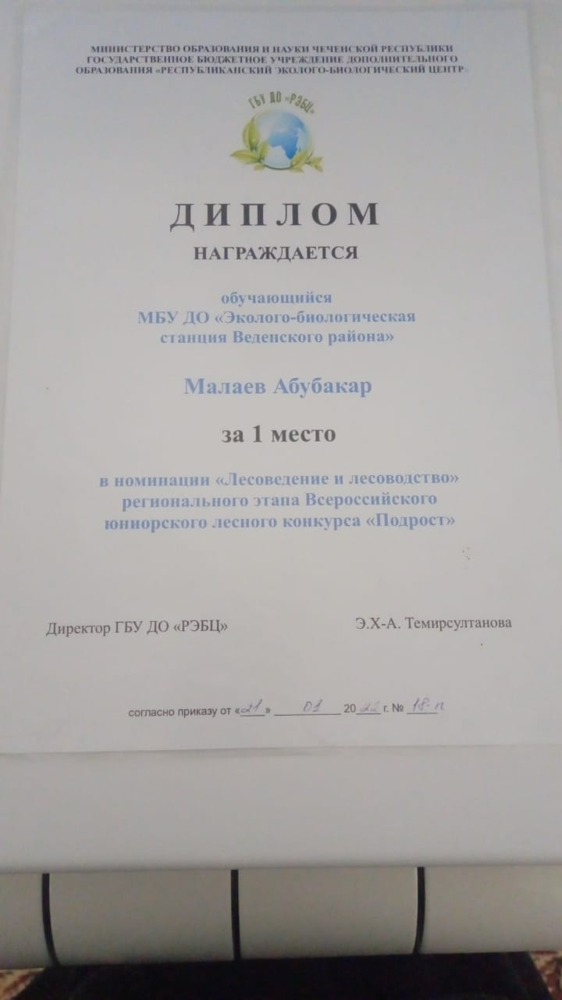 МИНИСТЕРСТВО ОБРАЗОВАНИЯ И НАУКИ ЧЕЧЕНСКОЙ РЕСПУБЛИКИ
ГОСУДАРСТВЕННОЕ БЮДЖЕТНОЕ УЧРЕЖДЕНИЕ ДОПОЛНИТЕЛЬНОГО
ОБРАЗОВАНИЯ «РЕСПУБЛИКАНСКИЙ ЭКОЛОГО-БИОЛОГИЧЕСКИЙ ЦЕНТР
ГБУ ДО «РЭБЦ»
ДИПЛОМ
НАГРАЖДАЕТСЯ
обучающийся
МБУ ДО «Эколого-биологическая
станция Веденского района»
Малаев Абубакар
за 1 место
в номинации «Лесоведение и лесоводство»
регионального этапа Всероссийского
юниорского лесного конкурса «Подрост»
Директор ГБУ ДО «РЭБЦ» Э.Х-А. Темирсултанова
согласно приказу от «21» 01 2022 г. № 18-п